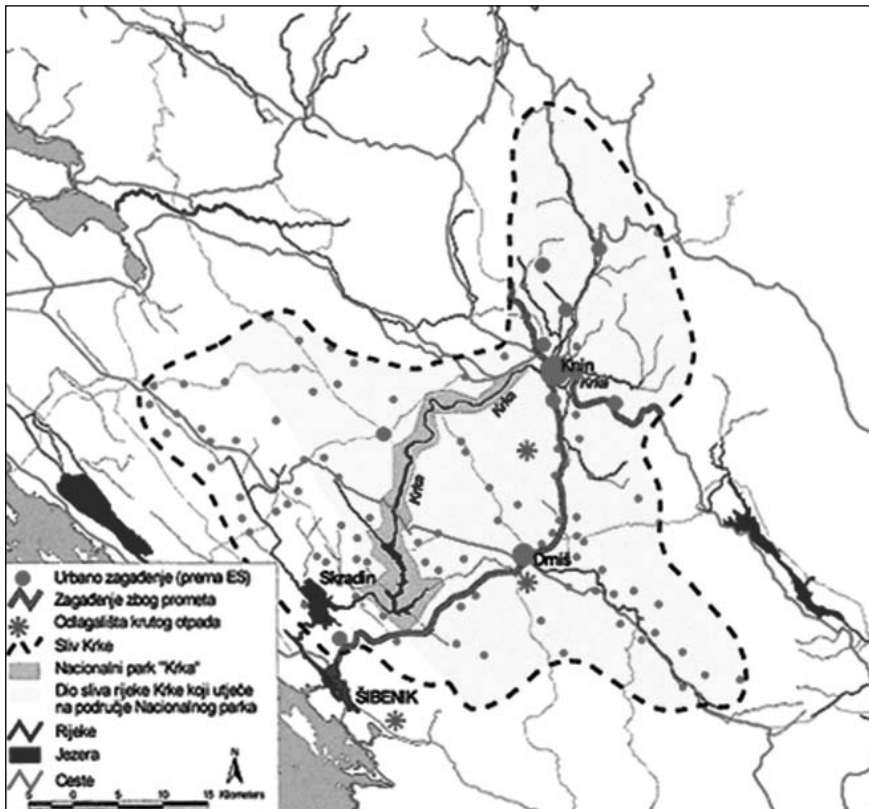 Knin
Krka
Krka
Krka
Drniš
Skradin
ŠIBENIK
Urbano zagađenje (prema ES)
Zagađenje zbog prometa
Odlagališta krutog otpada
Sliv Krke
Nacionalni park "Krka"
Dio sliva rijeke Krke koji utječe
na područje Nacionalnog parka
Rijeke
Jezera
Ceste
N
5 0 5 10 15 Kilometers